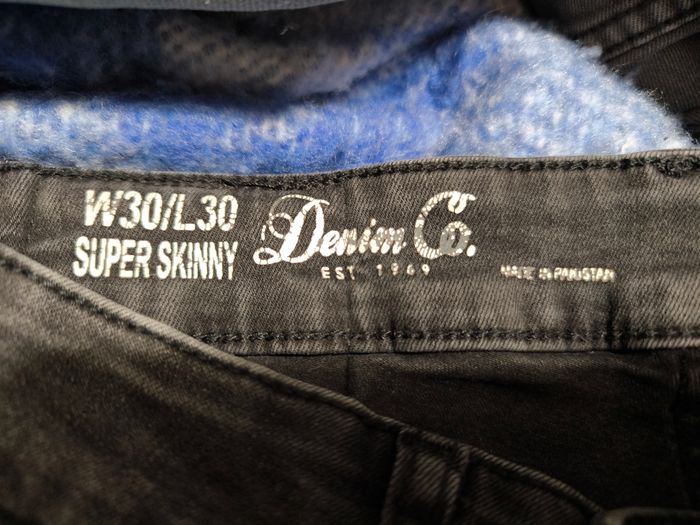 W30/L30
SUPER SKINNY
Denim Co.
EST. 1969
MADE IN PAKISTAN